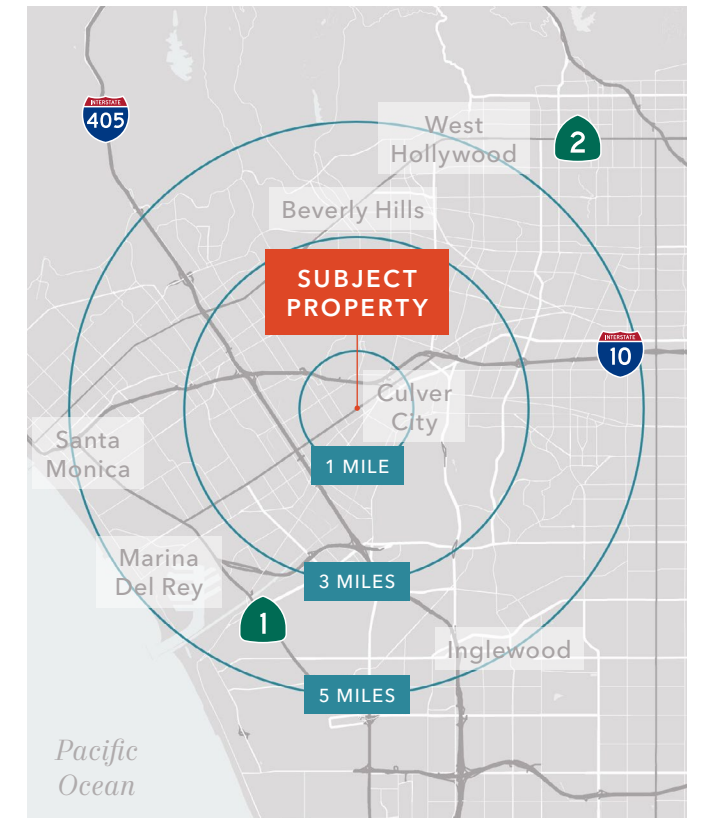 INTERSTATE
405
West
Hollywood
2
Beverly Hills
SUBJECT
PROPERTY
INTERSTATE
10
Culver
City
Santa
Monica
1 MILE
Marina
Del Rey
3 MILES
1
Inglewood
5 MILES
Pacific
Ocean